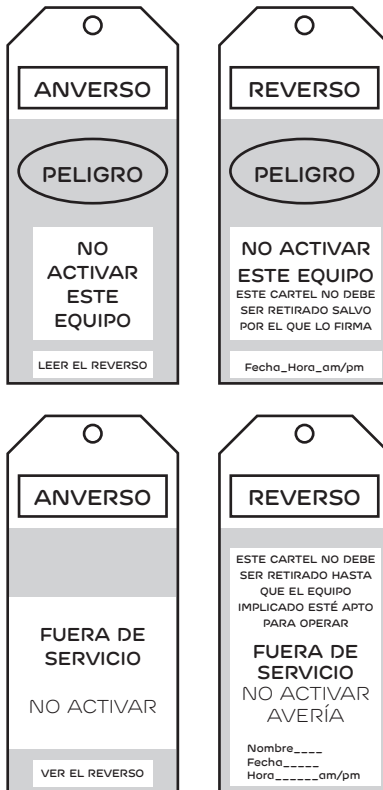 ANVERSO
PELIGRO
NO
ACTIVAR
ESTE
EQUIPO
LEER EL REVERSO
REVERSO
PELIGRO
NO ACTIVAR
ESTE EQUIPO
ESTE CARTEL NO DEBE
SER RETIRADO SALVO
POR EL QUE LO FIRMA
Fecha_Hora_am/pm
ANVERSO
FUERA DE
SERVICIO
NO ACTIVAR
VER EL REVERSO
REVERSO
ESTE CARTEL NO DEBE
SER RETIRADO HASTA
QUE EL EQUIPO
IMPLICADO ESTÉ APTO
PARA OPERAR
FUERA DE
SERVICIO
NO ACTIVAR
AVERÍA
Nombre____
Fecha_____
Hora______am/pm